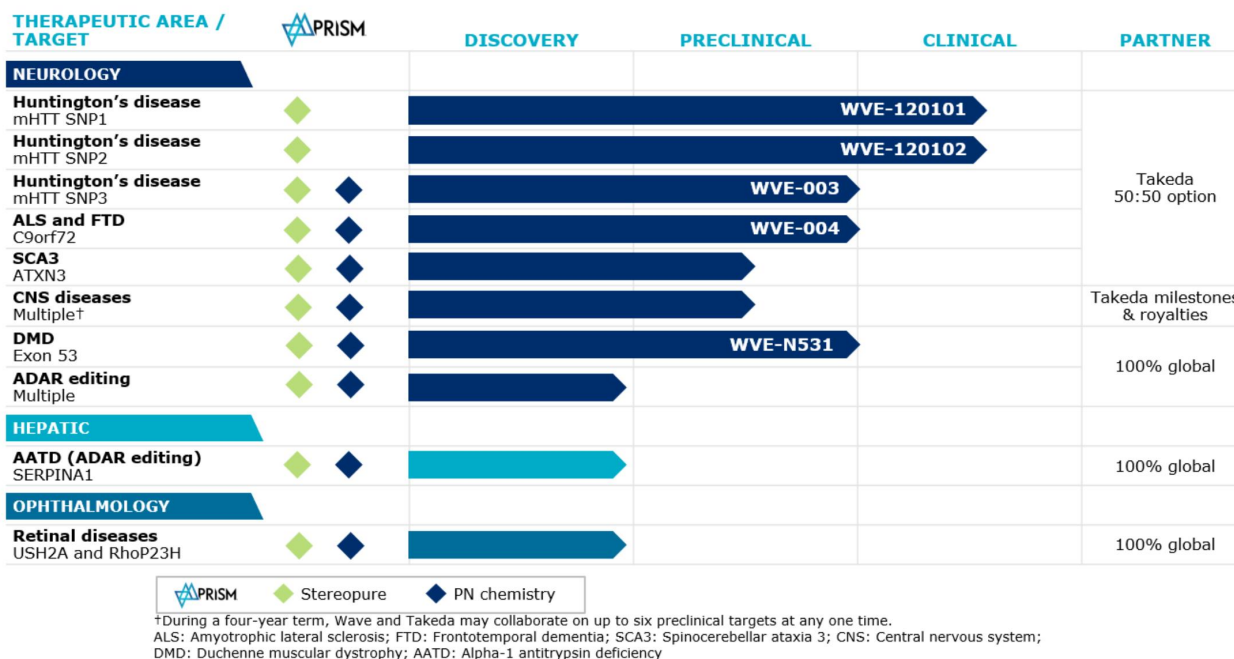 THERAPEUTIC AREA /
TARGET
PRISM
DISCOVERY
PRECLINICAL
CLINICAL
PARTNER
NEUROLOGY
Huntington's disease
mHTT SNP1
WVE-120101
Huntington's disease
mHTT SNP2
WVE-120102
Huntington's disease
mHTT SNP3
WVE-003
Takeda
50:50 option
ALS and FTD
C9orf72
WVE-004
SCA3
ATXN3
CNS diseases
Multiple†
Takeda milestones
& royalties
DMD
Exon 53
WVE-N531
100% global
ADAR editing
Multiple
HEPATIC
AATD (ADAR editing)
SERPINA1
100% global
OPHTHALMOLOGY
Retinal diseases
USH2A and RhoP23H
100% global
PRISM Stereopure PN chemistry
†During a four-year term, Wave and Takeda may collaborate on up to six preclinical targets at any one time.
ALS: Amyotrophic lateral sclerosis; FTD: Frontotemporal dementia; SCA3: Spinocerebellar ataxia 3; CNS: Central nervous system;
DMD: Duchenne muscular dystrophy; AATD: Alpha-1 antitrypsin deficiency